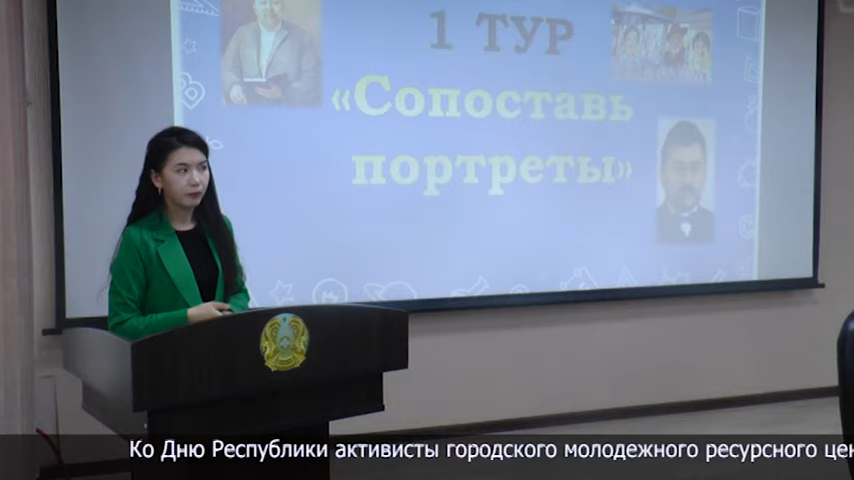 1 ТУР
«Сопоставь
портреты»
Ко Дню Республики активисты городского молодежного ресурсного цен